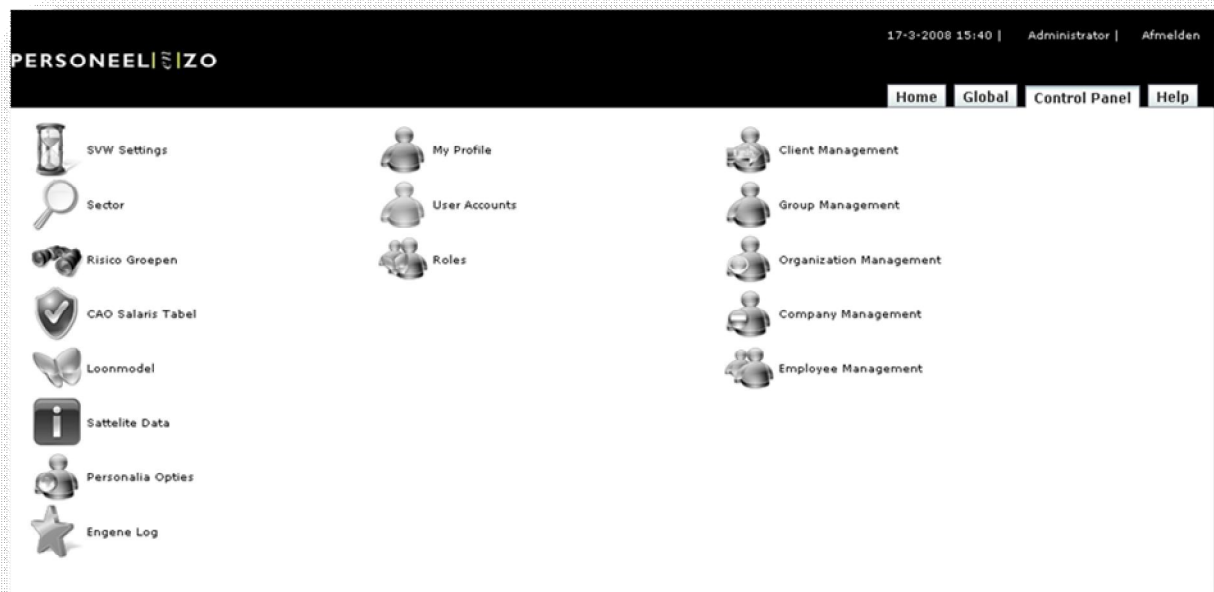 17-3-2008 15:40 | Administrator | Afmelden
PERSONEEL|en|ZO
Home Global Control Panel Help
SVW Settings My Profile Client Management
Sector User Accounts Group Management
Risico Groepen Roles Organization Management
CAO Salaris Tabel Company Management
Loonmodel Employee Management
Sattelite Data
Personalia Opties
Engene Log